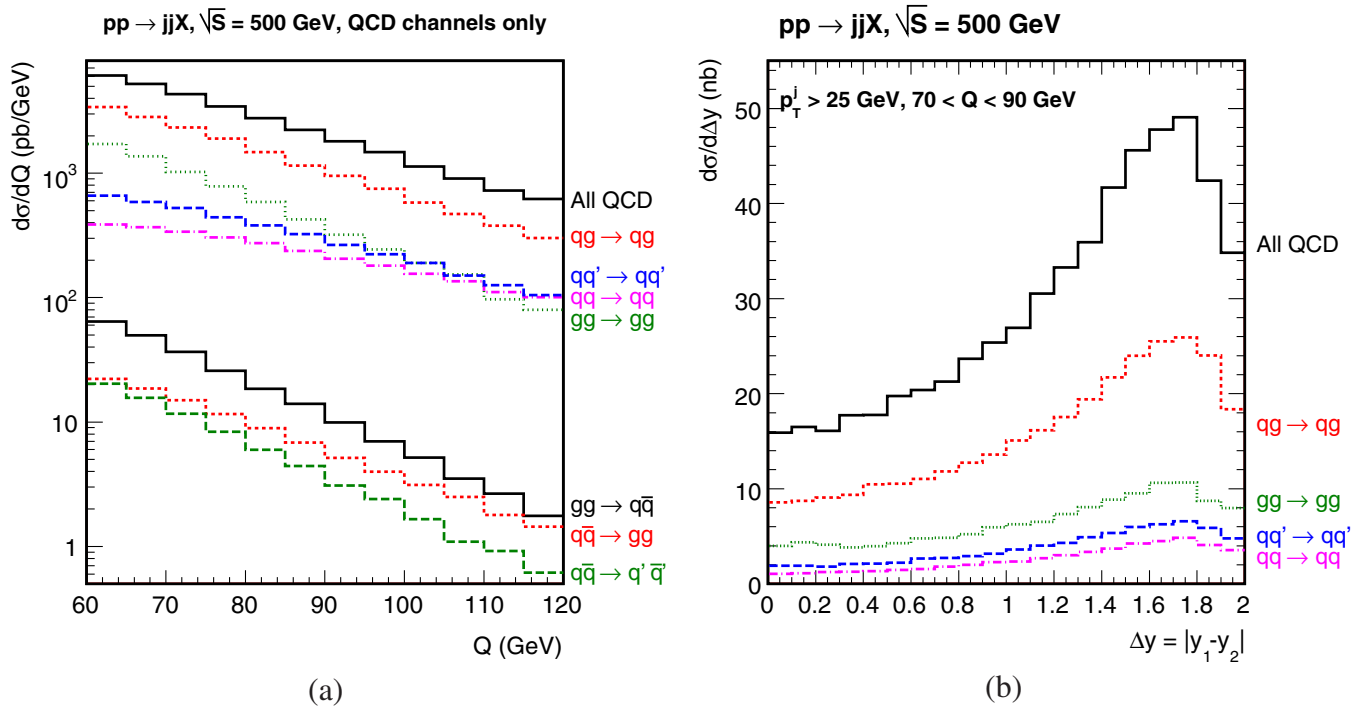 pp → jjX, √S = 500 GeV, QCD channels only
dσ/dQ (pb/GeV)
10³
10²
10
1
60 70 80 90 100 110 120
Q (GeV)
All QCD
qg → qg
qq' → qq'
qq → qq
gg → gg
gg → qq̅
qq̅ → gg
qq̅ → q' q̅'
(a)
pp → jjX, √S = 500 GeV
p_T^j > 25 GeV, 70 < Q < 90 GeV
dσ/dΔy (nb)
50
40
30
20
10
0
0 0.2 0.4 0.6 0.8 1 1.2 1.4 1.6 1.8 2
Δy = |y₁-y₂|
All QCD
qg → qg
gg → gg
qq' → qq'
qq → qq
(b)